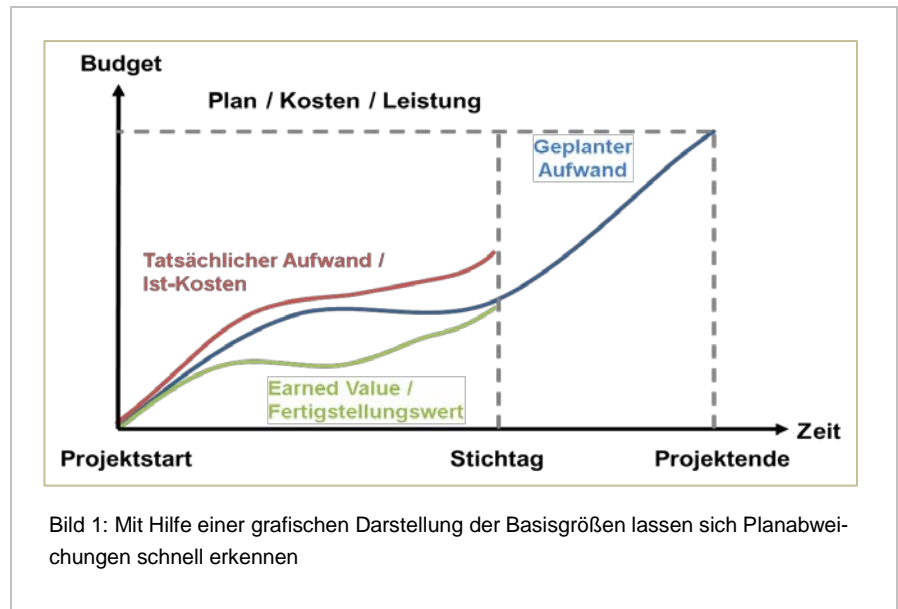 Budget
Plan / Kosten / Leistung
Geplanter
Aufwand
Tatsächlicher Aufwand /
Ist-Kosten
Earned Value /
Fertigstellungswert
Zeit
Projektstart
Stichtag
Projektende
Bild 1: Mit Hilfe einer grafischen Darstellung der Basisgrößen lassen sich Planabwei-
chungen schnell erkennen